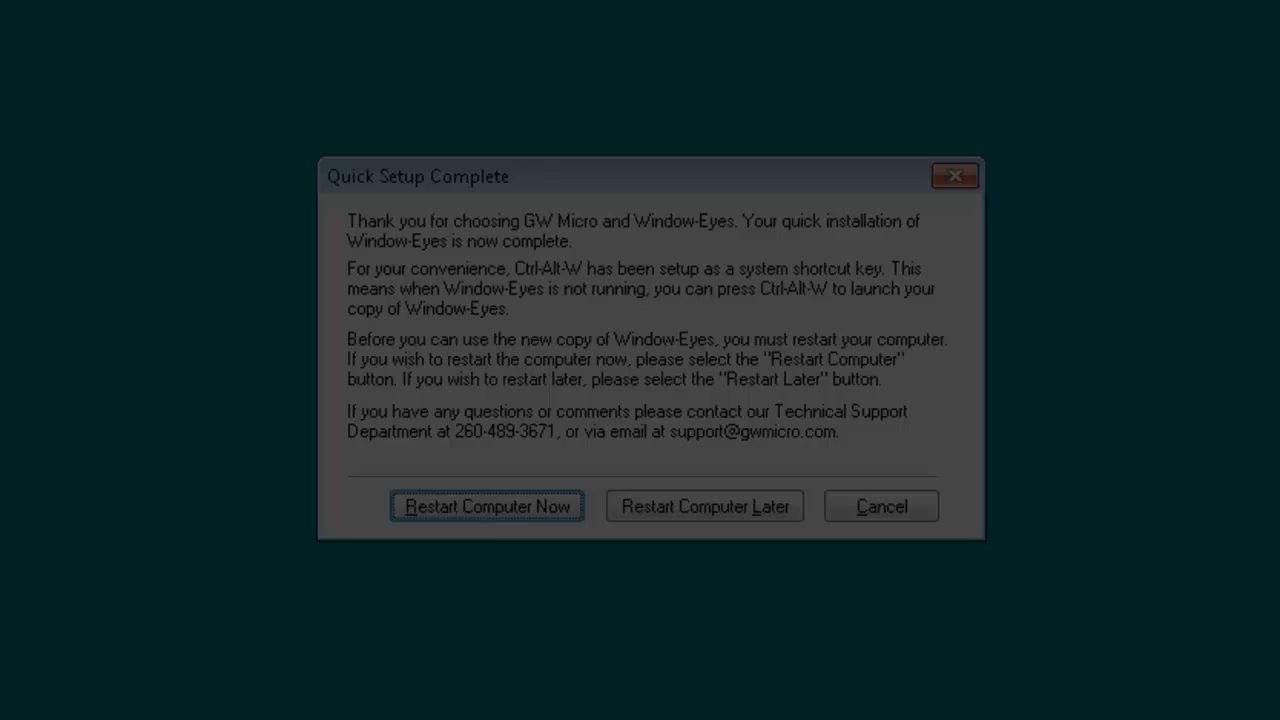 Quick Setup Complete
Thank you for choosing GW Micro and Window-Eyes. Your quick installation of
Window-Eyes is now complete.
For your convenience, Ctrl-Alt-W has been setup as a system shortcut key. This
means when Window-Eyes is not running, you can press Ctrl-Alt-W to launch your
copy of Window-Eyes.
Before you can use the new copy of Window-Eyes, you must restart your computer.
If you wish to restart the computer now, please select the "Restart Computer"
button. If you wish to restart later, please select the "Restart Later" button.
If you have any questions or comments please contact our Technical Support
Department at 260-489-3671, or via email at support@gwmicro.com.
Restart Computer Now Restart Computer Later Cancel